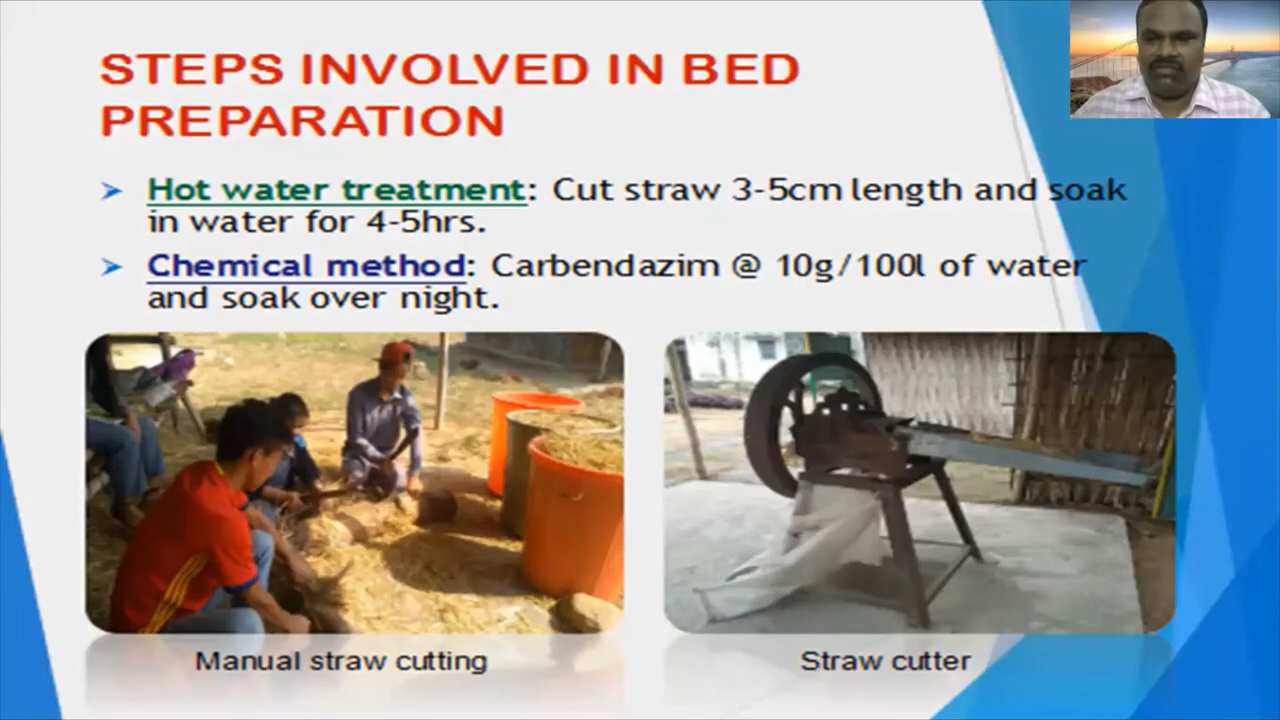 STEPS INVOLVED IN BED
PREPARATION
Hot water treatment: Cut straw 3-5cm length and soak
in water for 4-5hrs.
Chemical method: Carbendazim @ 10g/100l of water
and soak over night.
Manual straw cutting
Straw cutter